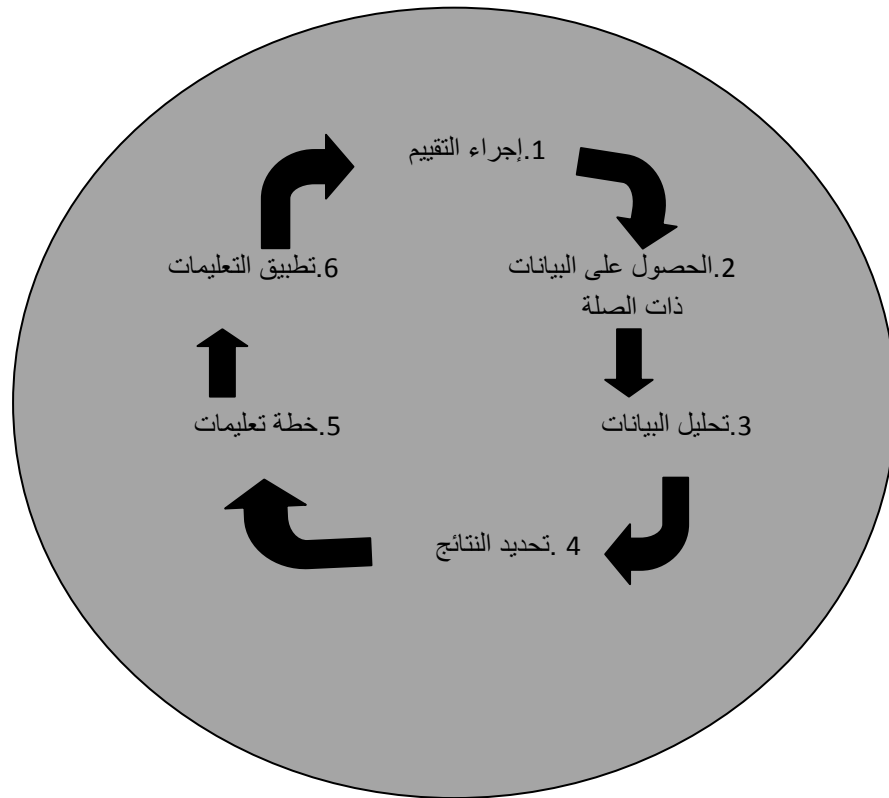 1.إجراء التقييم
2.الحصول على البيانات
ذات الصلة
3.تحليل البيانات
4 .تحديد النتائج
5.خطة تعليمات
6.تطبيق التعليمات